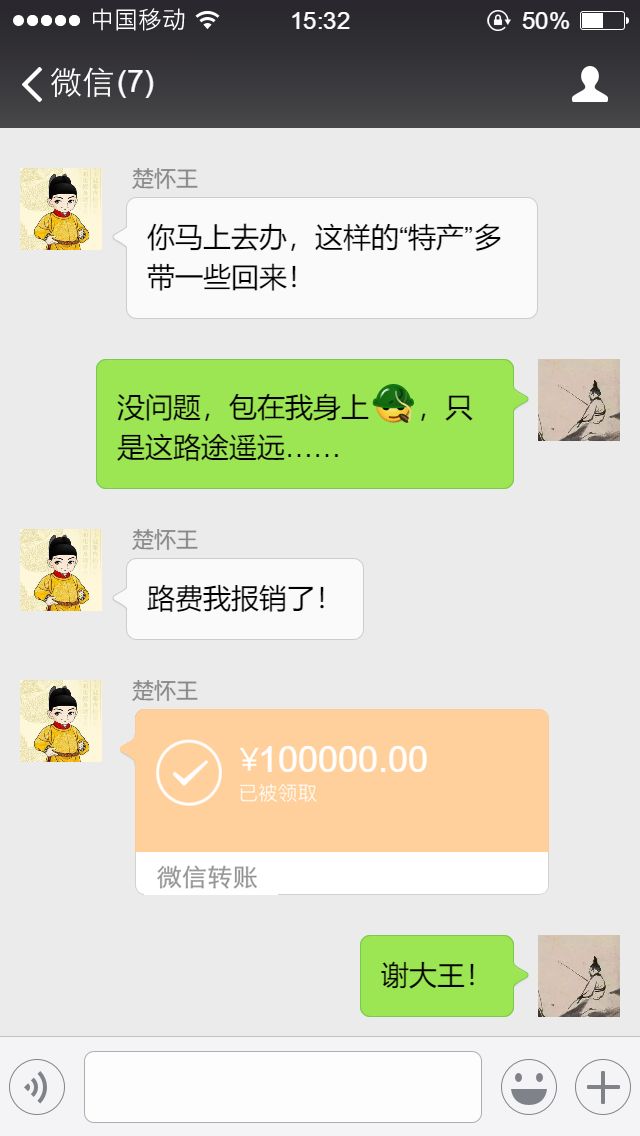 中国移动 15:32 50%
微信(7)
楚怀王
你马上去办，这样的“特产”多
带一些回来！
没问题，包在我身上，只
是这路途遥远……
楚怀王
路费我报销了！
楚怀王
¥100000.00
已被领取
微信转账
谢大王！